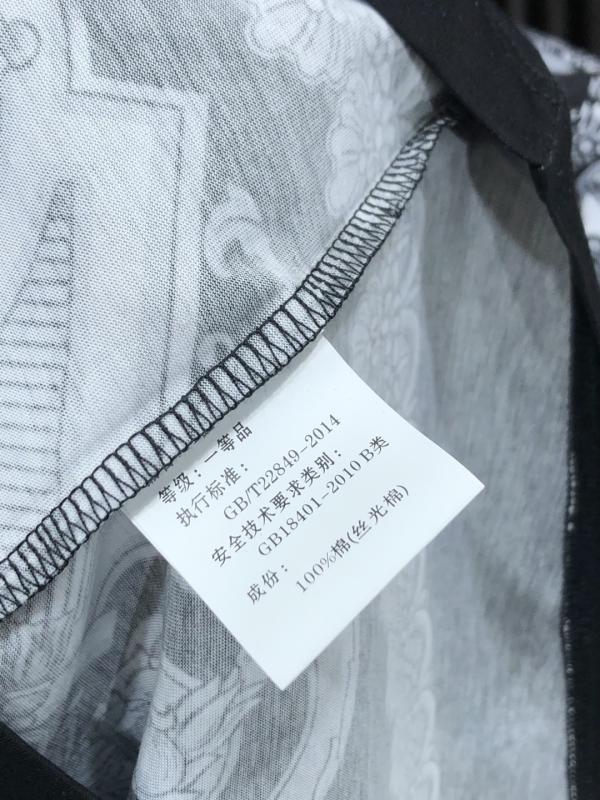 等级：一等品
执行标准：
GB/T22849-2014
安全技术要求类别：
GB18401-2010 B类
成份： 100%棉(丝光棉)